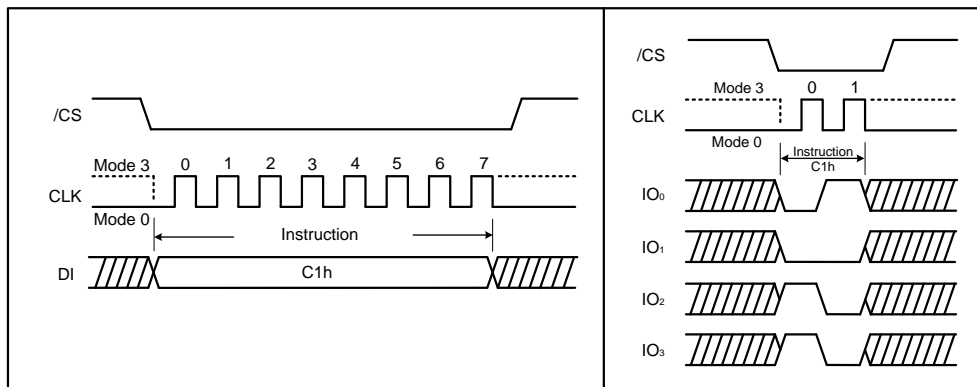 /CS
Mode 3 0 1 2 3 4 5 6 7
CLK
Mode 0
Instruction
DI C1h
/CS
Mode 3 0 1
CLK
Mode 0
Instruction
C1h
IO₀
IO₁
IO₂
IO₃